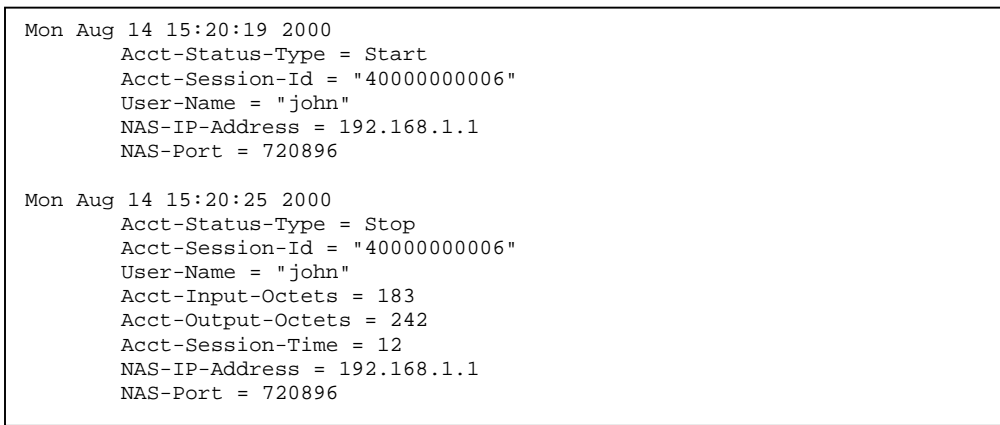 Mon Aug 14 15:20:19 2000
Acct-Status-Type = Start
Acct-Session-Id = "40000000006"
User-Name = "john"
NAS-IP-Address = 192.168.1.1
NAS-Port = 720896
Mon Aug 14 15:20:25 2000
Acct-Status-Type = Stop
Acct-Session-Id = "40000000006"
User-Name = "john"
Acct-Input-Octets = 183
Acct-Output-Octets = 242
Acct-Session-Time = 12
NAS-IP-Address = 192.168.1.1
NAS-Port = 720896